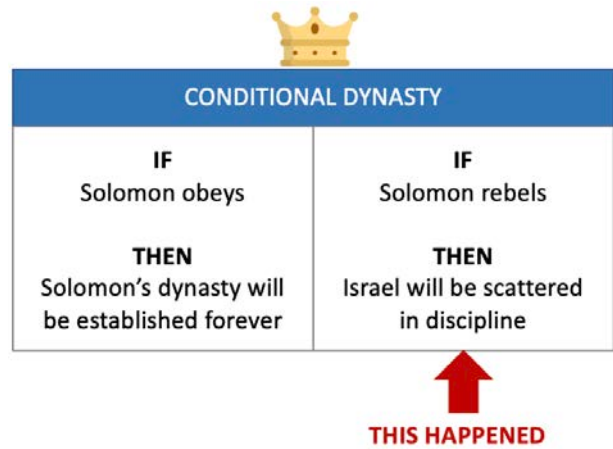 CONDITIONAL DYNASTY
IF
Solomon obeys
THEN
Solomon's dynasty will
be established forever
IF
Solomon rebels
THEN
Israel will be scattered
in discipline
THIS HAPPENED